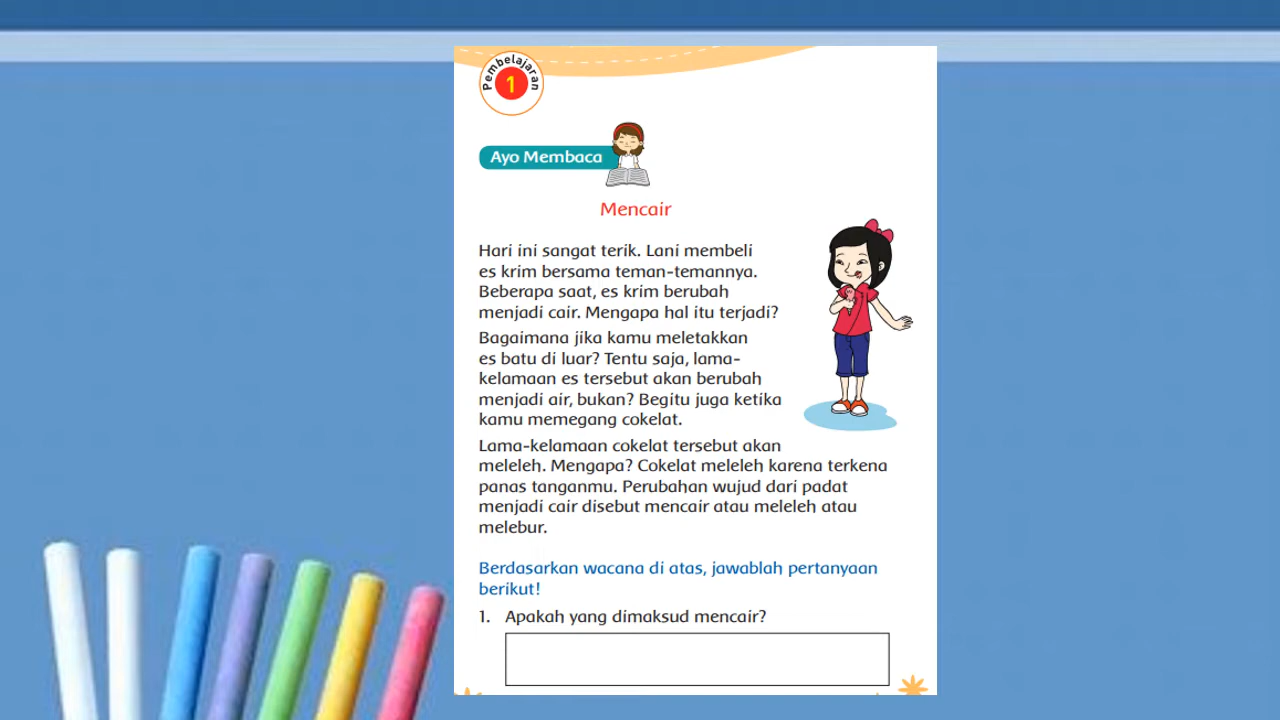 Pembelajaran
1
Ayo Membaca
Mencair
Hari ini sangat terik. Lani membeli
es krim bersama teman-temannya.
Beberapa saat, es krim berubah
menjadi cair. Mengapa hal itu terjadi?
Bagaimana jika kamu meletakkan
es batu di luar? Tentu saja, lama-
kelamaan es tersebut akan berubah
menjadi air, bukan? Begitu juga ketika
kamu memegang cokelat.
Lama-kelamaan cokelat tersebut akan
meleleh. Mengapa? Cokelat meleleh karena terkena
panas tanganmu. Perubahan wujud dari padat
menjadi cair disebut mencair atau meleleh atau
melebur.
Berdasarkan wacana di atas, jawablah pertanyaan
berikut!
1. Apakah yang dimaksud mencair?